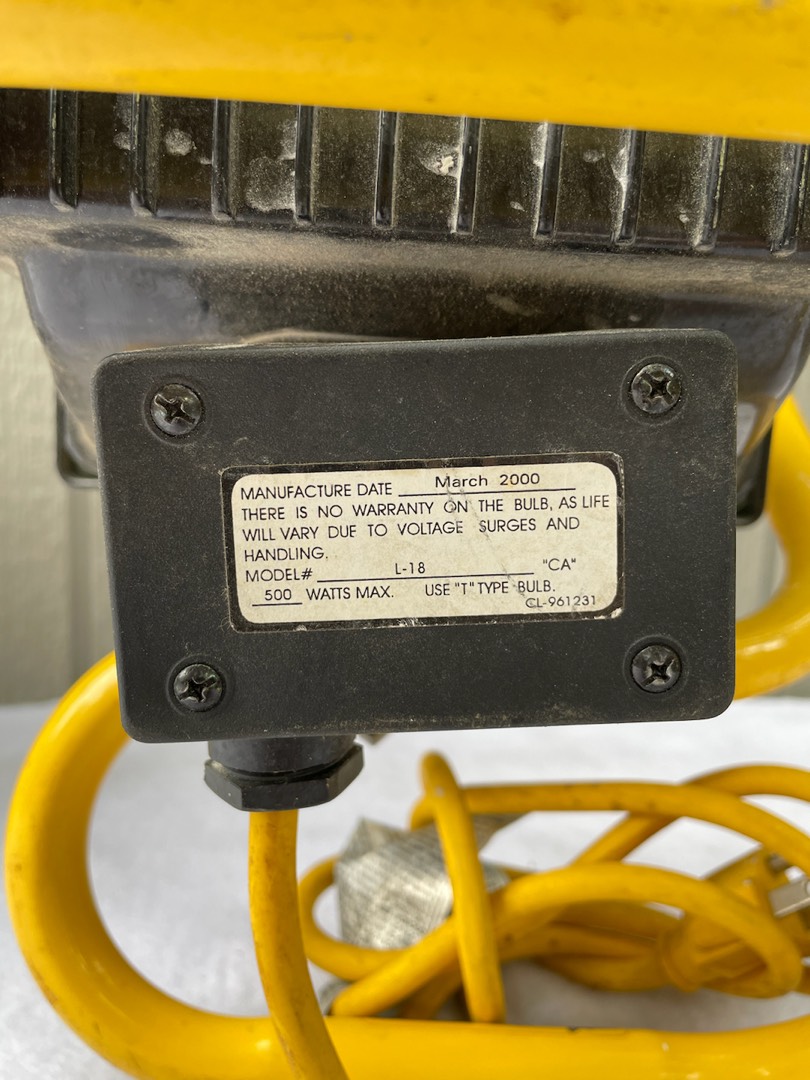 MANUFACTURE DATE March 2000
THERE IS NO WARRANTY ON THE BULB, AS LIFE
WILL VARY DUE TO VOLTAGE SURGES AND
HANDLING.
MODEL# L-18 "CA"
500 WATTS MAX. USE "T" TYPE BULB.
CL-961231